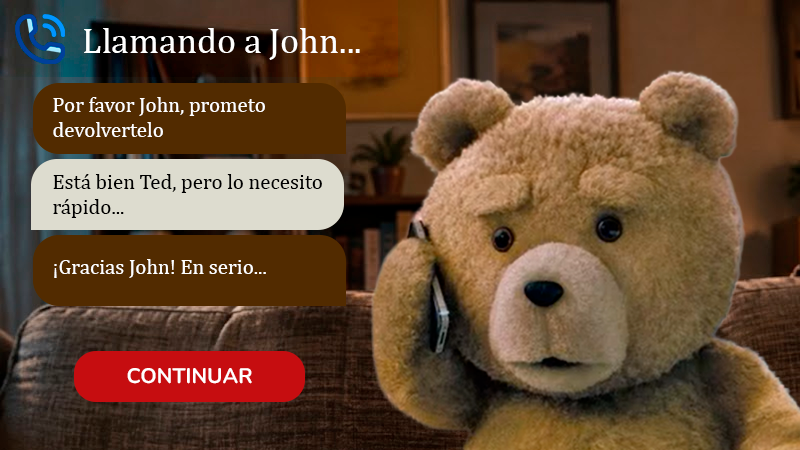 Llamando a John...
Por favor John, prometo
devolvertelo
Está bien Ted, pero lo necesito
rápido...
¡Gracias John! En serio...
CONTINUAR